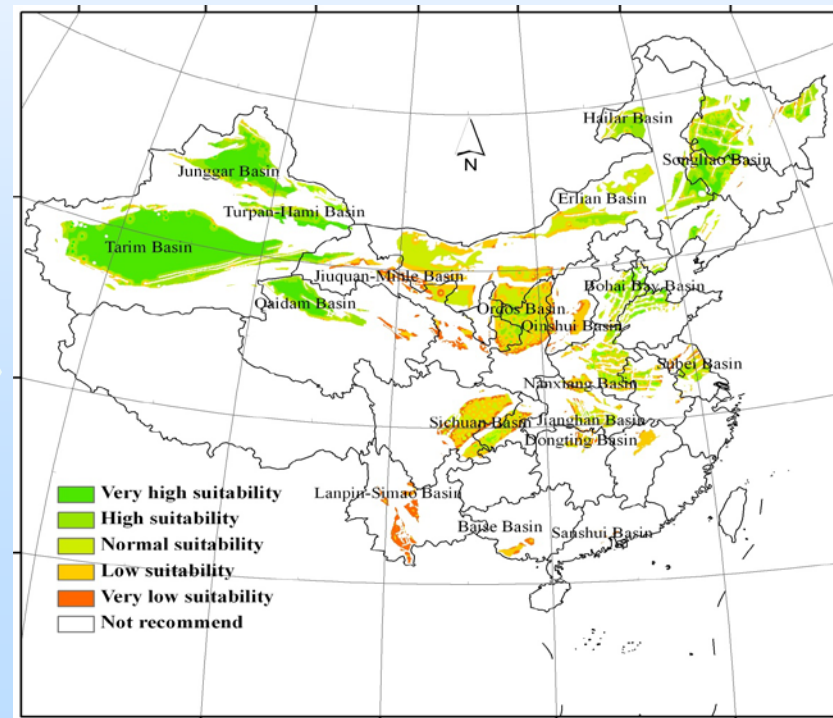 Hailar Basin
Songliao Basin
Junggar Basin
Erlian Basin
Turpan-Hami Basin
Tarim Basin
Jiuquan-Minle Basin
Bohai Bay Basin
Qaidam Basin
Ordos Basin
Qinshui Basin
Subei Basin
Nanxiang Basin
Sichuan Basin
Jianghan Basin
Dongting Basin
Lanpin-Simao Basin
Baise Basin
Sanshui Basin
N
Very high suitability
High suitability
Normal suitability
Low suitability
Very low suitability
Not recommend